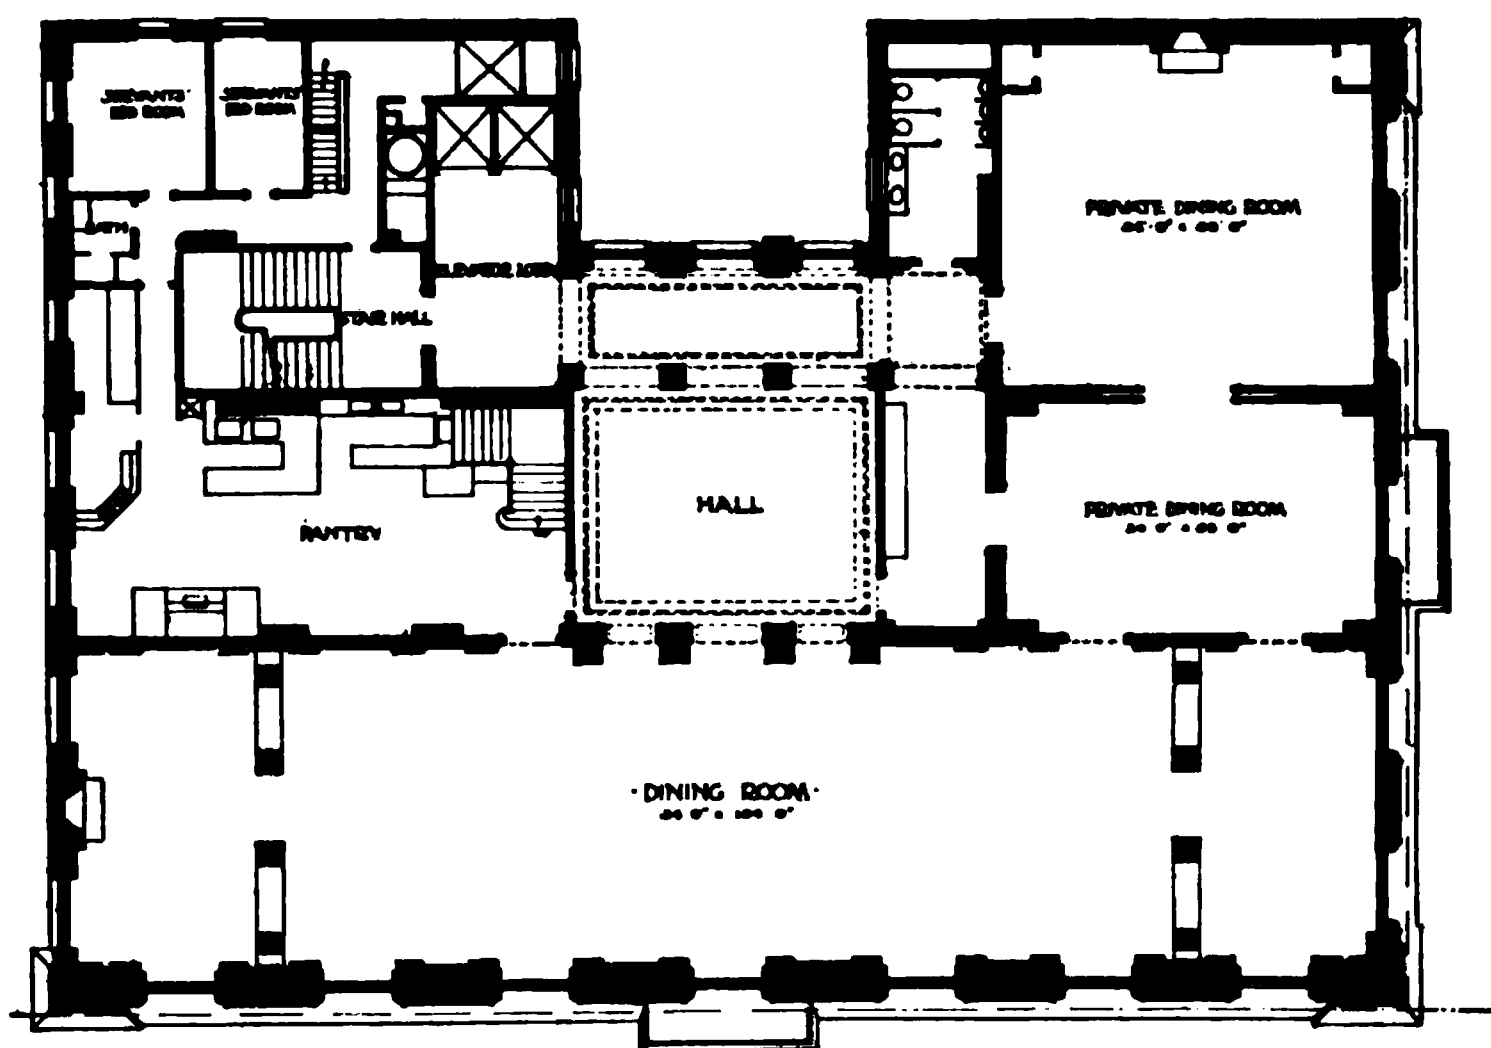 SERVANTS'
BED ROOM
SERVANTS'
BED ROOM
BATH
PRIVATE DINING ROOM
ELEVATOR LOBBY
STAIR HALL
HALL
PRIVATE DINING ROOM
PANTRY
· DINING ROOM ·